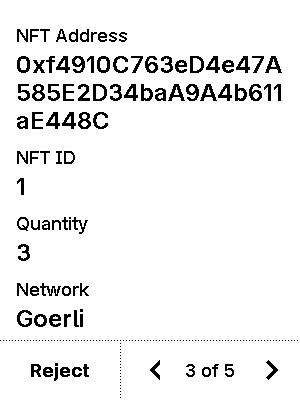 NFT Address
0xf4910C763eD4e47A
585E2D34baA9A4b611
aE448C
NFT ID
1
Quantity
3
Network
Goerli
Reject
3 of 5